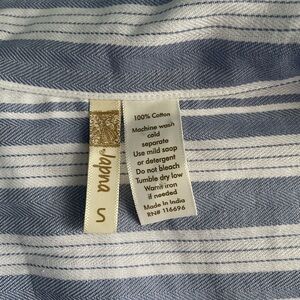 Japna
S
100% Cotton
Machine wash
cold
separate
Use mild soap
or detergent
Do not bleach
Tumble dry low
Warm iron
if needed
Made In India
RN# 116696